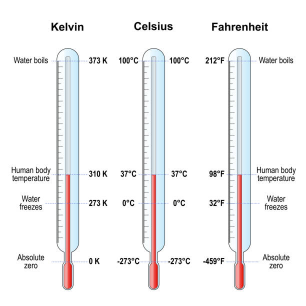 Kelvin Celsius Fahrenheit
Water boils 373 K 100°C 100°C 212°F Water boils
Human body temperature 310 K 37°C 37°C 98°F Human body temperature
Water freezes 273 K 0°C 0°C 32°F Water freezes
Absolute zero 0 K -273°C -273°C -459°F Absolute zero